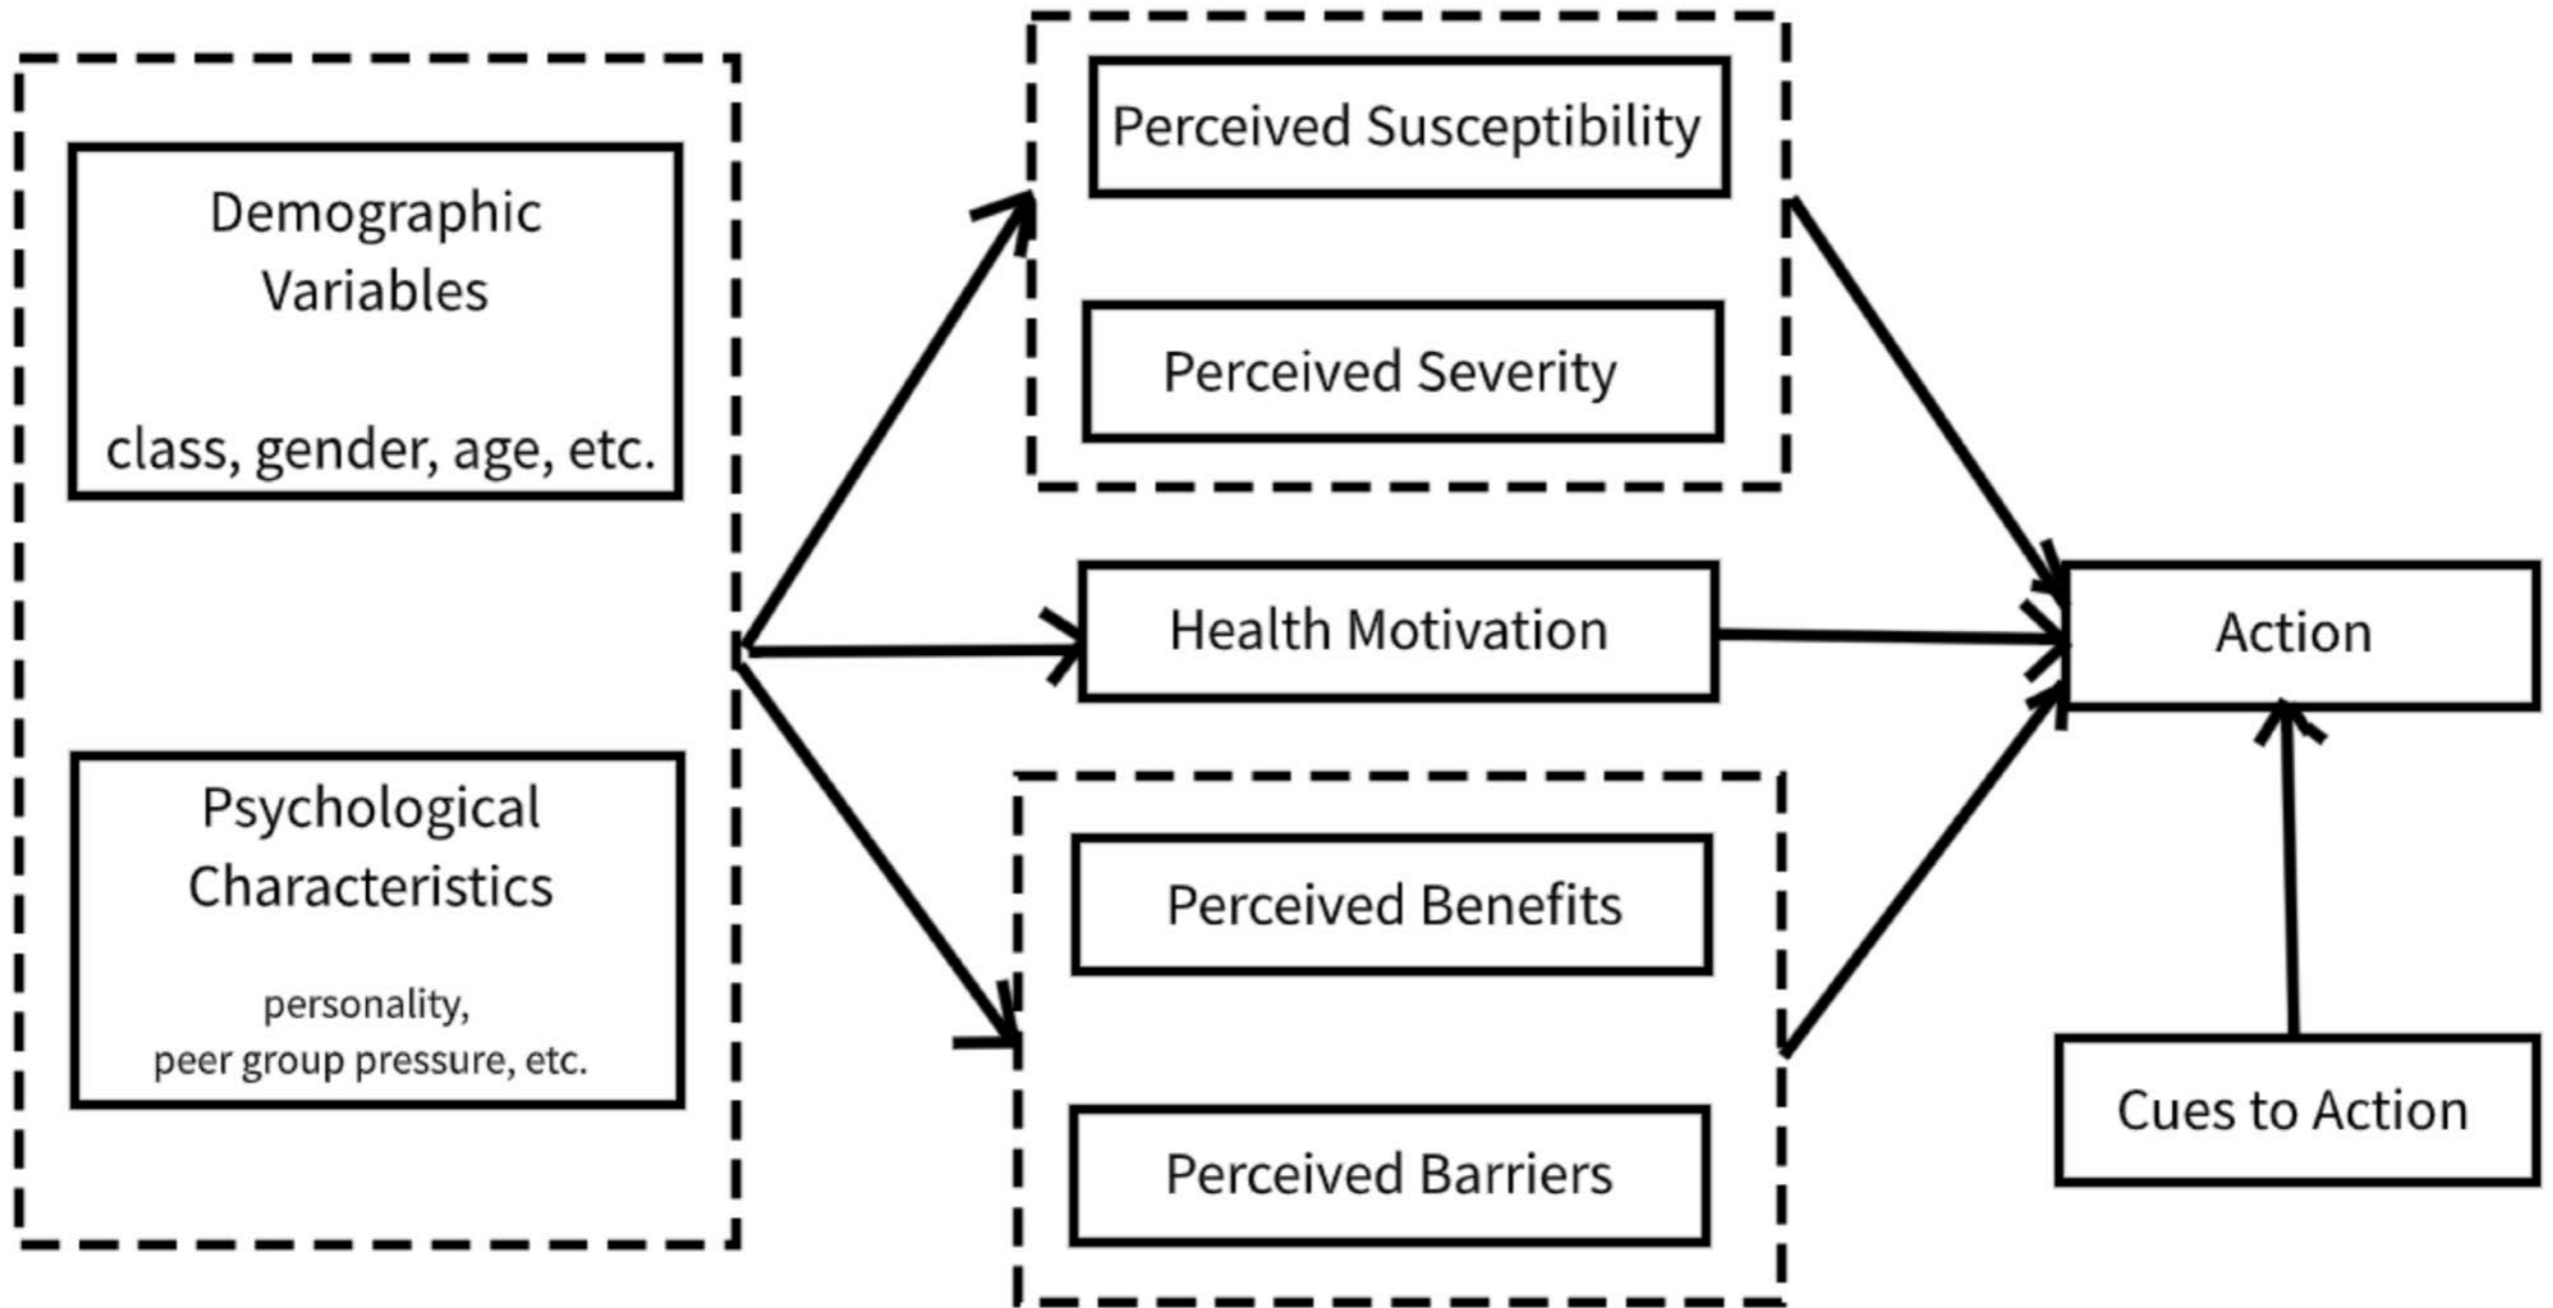 Demographic
Variables
class, gender, age, etc.
Psychological
Characteristics
personality,
peer group pressure, etc.
Perceived Susceptibility
Perceived Severity
Health Motivation
Perceived Benefits
Perceived Barriers
Action
Cues to Action